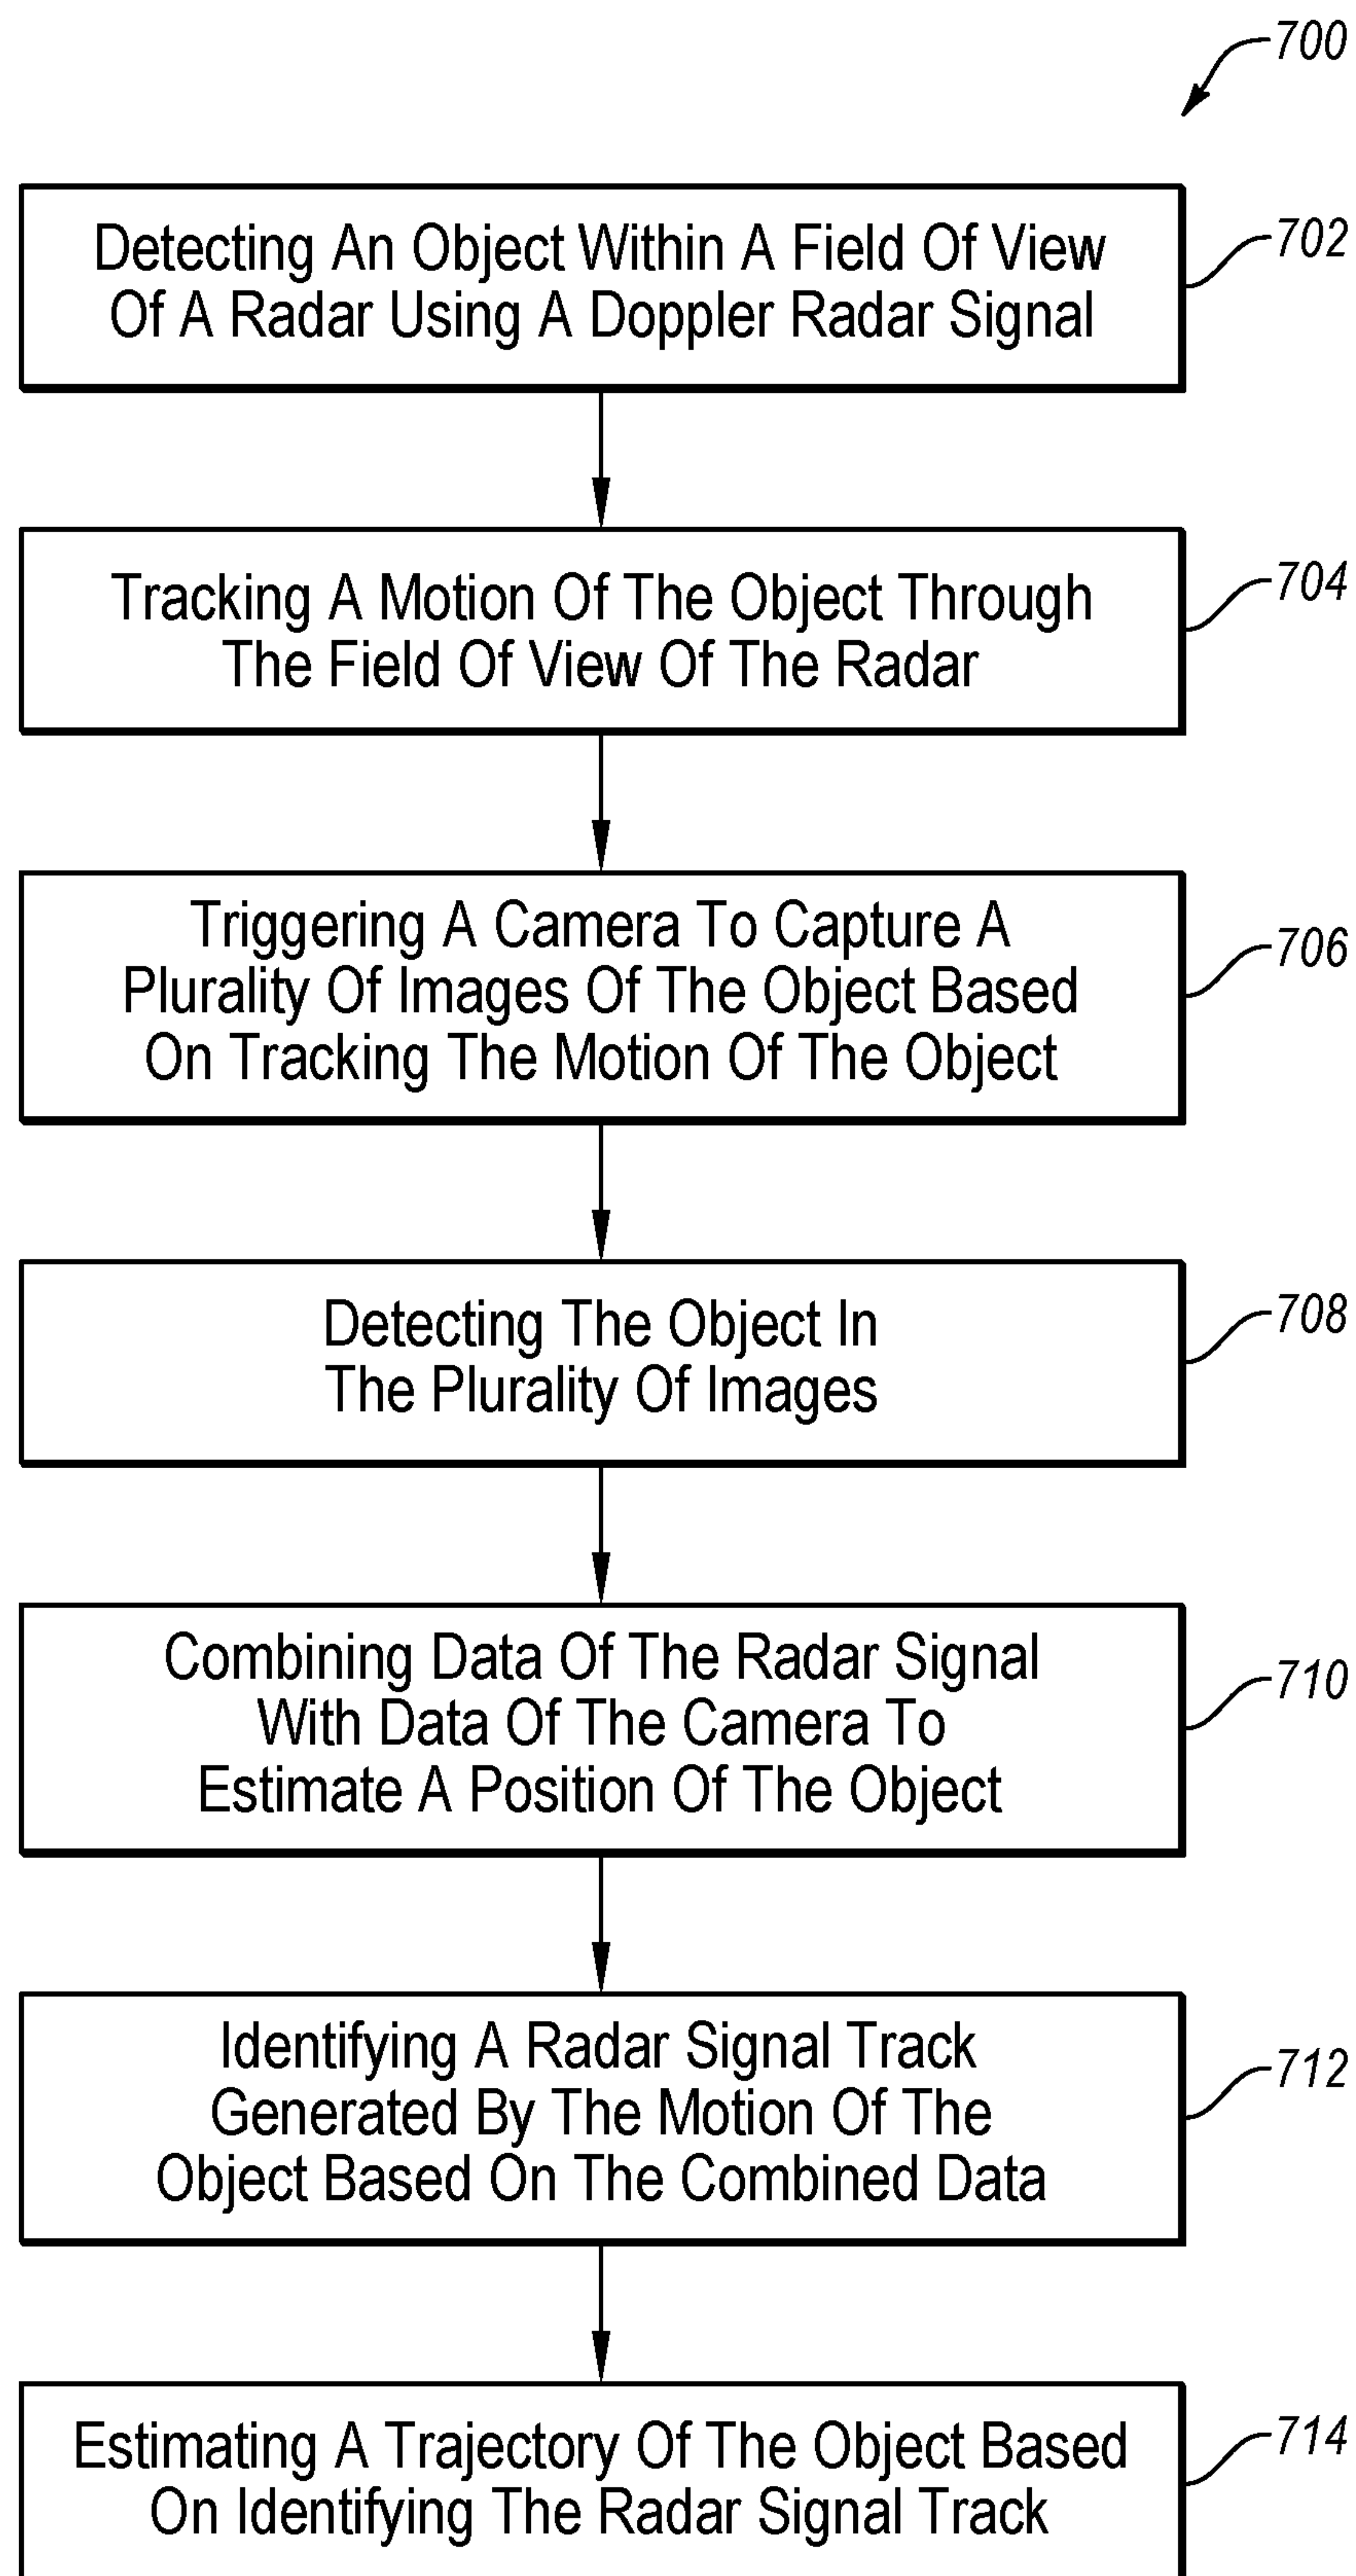 700
Detecting An Object Within A Field Of View
Of A Radar Using A Doppler Radar Signal
702
Tracking A Motion Of The Object Through
The Field Of View Of The Radar
704
Triggering A Camera To Capture A
Plurality Of Images Of The Object Based
On Tracking The Motion Of The Object
706
Detecting The Object In
The Plurality Of Images
708
Combining Data Of The Radar Signal
With Data Of The Camera To
Estimate A Position Of The Object
710
Identifying A Radar Signal Track
Generated By The Motion Of The
Object Based On The Combined Data
712
Estimating A Trajectory Of The Object Based
On Identifying The Radar Signal Track
714